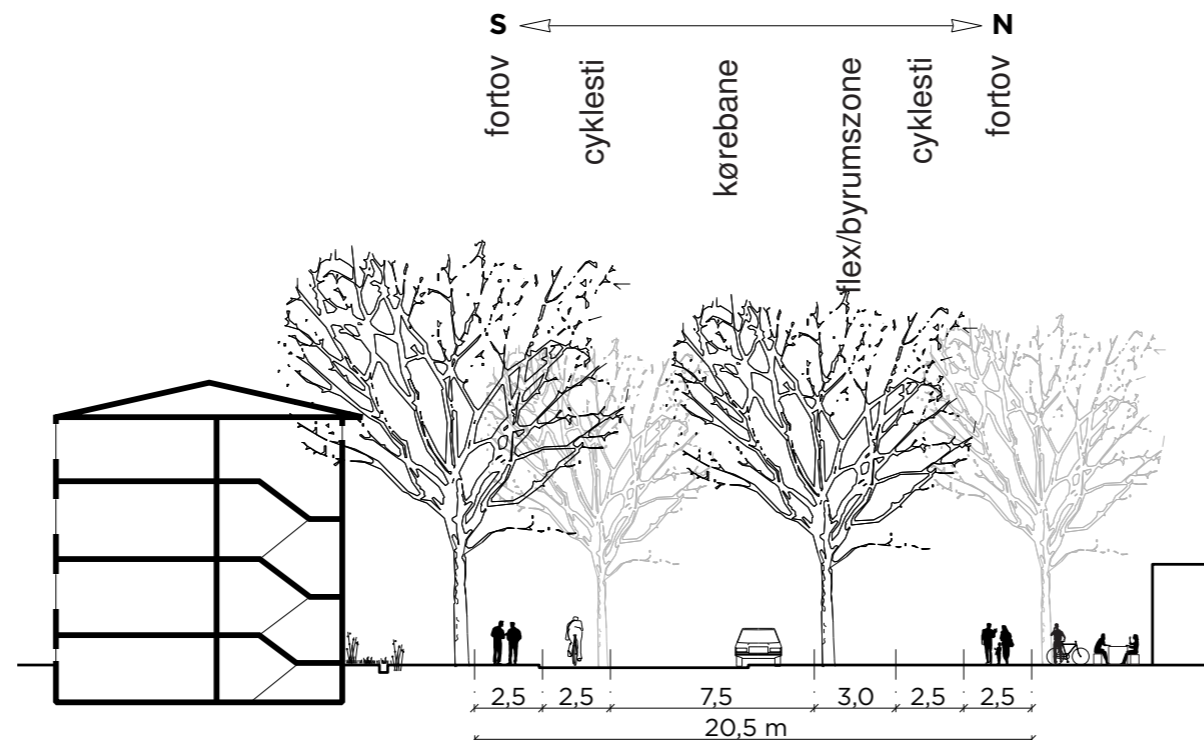 S N
fortov
cyklesti
kørebane
flex/byrumszone
cyklesti
fortov
2,5 2,5 7,5 3,0 2,5 2,5
20,5 m